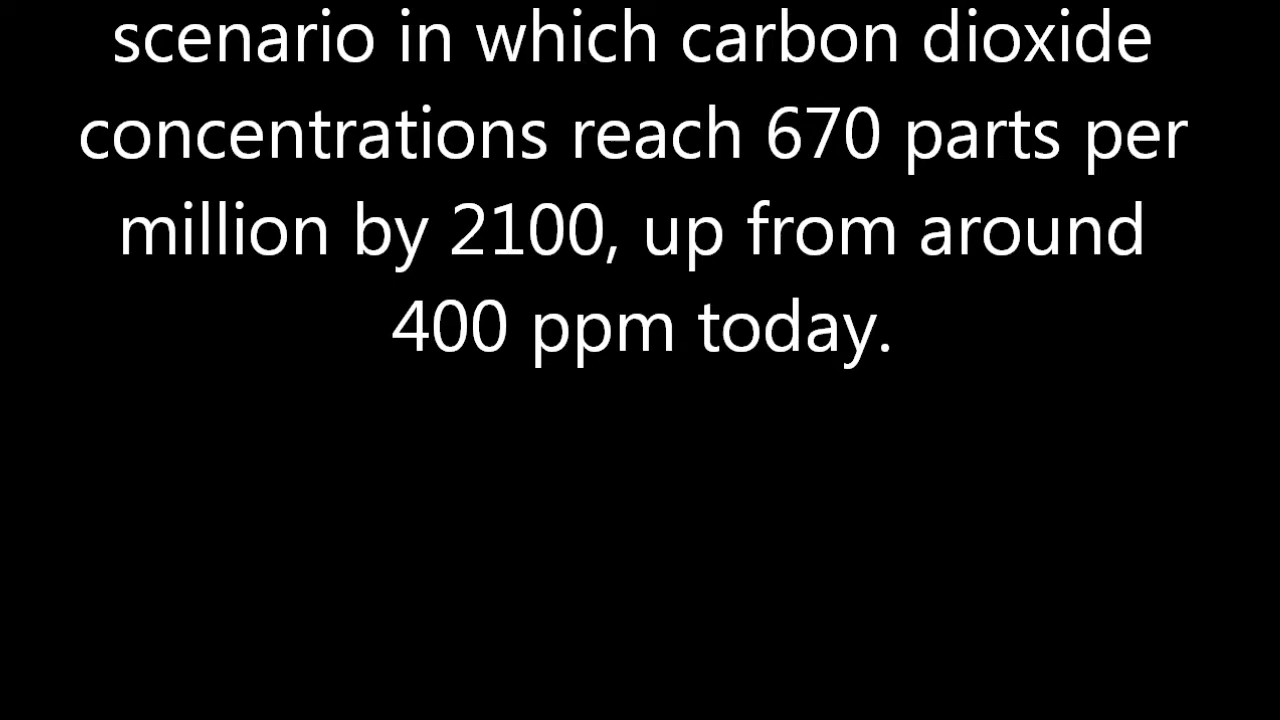 scenario in which carbon dioxide
concentrations reach 670 parts per
million by 2100, up from around
400 ppm today.